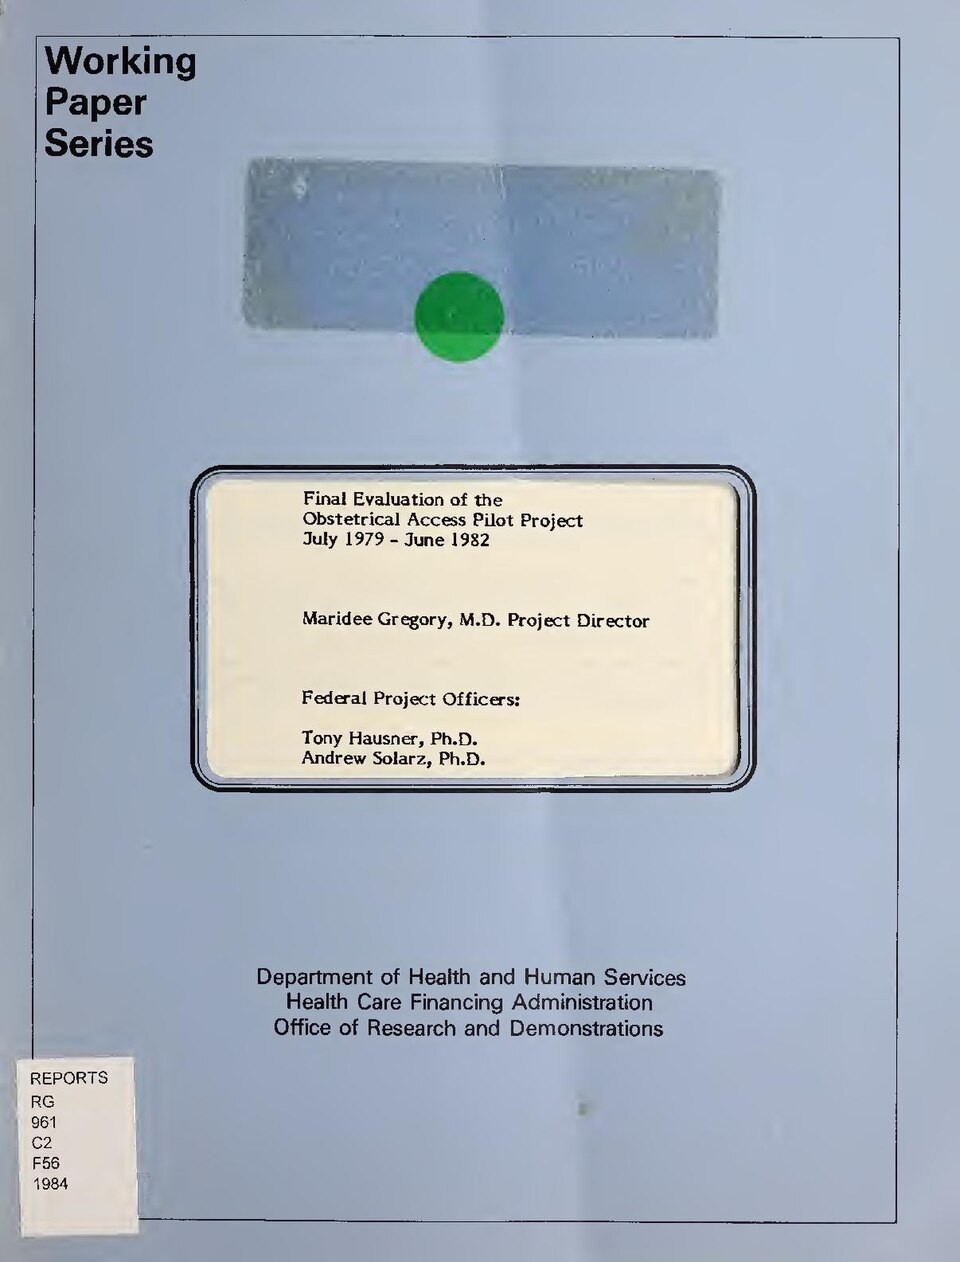 Working
Paper
Series
Final Evaluation of the
Obstetrical Access Pilot Project
July 1979 - June 1982
Maridee Gregory, M.D. Project Director
Federal Project Officers:
Tony Hausner, Ph.D.
Andrew Solarz, Ph.D.
Department of Health and Human Services
Health Care Financing Administration
Office of Research and Demonstrations
REPORTS
RG
961
C2
F56
1984